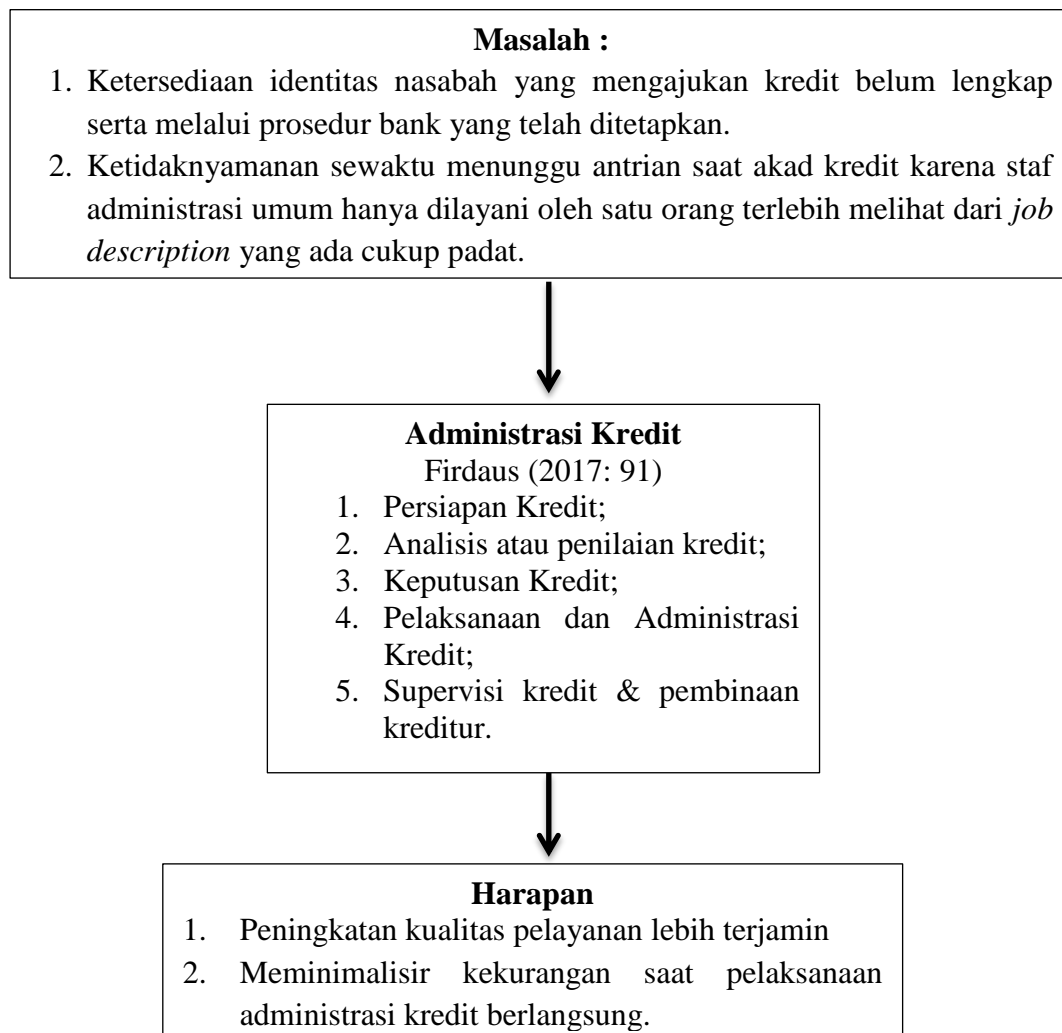 Masalah :
1. Ketersediaan identitas nasabah yang mengajukan kredit belum lengkap
serta melalui prosedur bank yang telah ditetapkan.
2. Ketidaknyamanan sewaktu menunggu antrian saat akad kredit karena staf
administrasi umum hanya dilayani oleh satu orang terlebih melihat dari job
description yang ada cukup padat.
Administrasi Kredit
Firdaus (2017: 91)
1. Persiapan Kredit;
2. Analisis atau penilaian kredit;
3. Keputusan Kredit;
4. Pelaksanaan dan Administrasi
Kredit;
5. Supervisi kredit & pembinaan
kreditur.
Harapan
1. Peningkatan kualitas pelayanan lebih terjamin
2. Meminimalisir kekurangan saat pelaksanaan
administrasi kredit berlangsung.